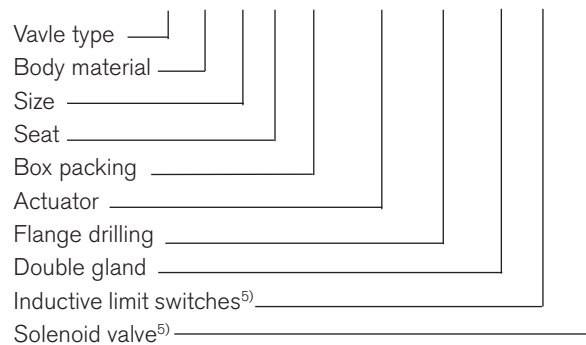 Vavle type
Body material
Size
Seat
Box packing
Actuator
Flange drilling
Double gland
Inductive limit switches⁵⁾
Solenoid valve⁵⁾